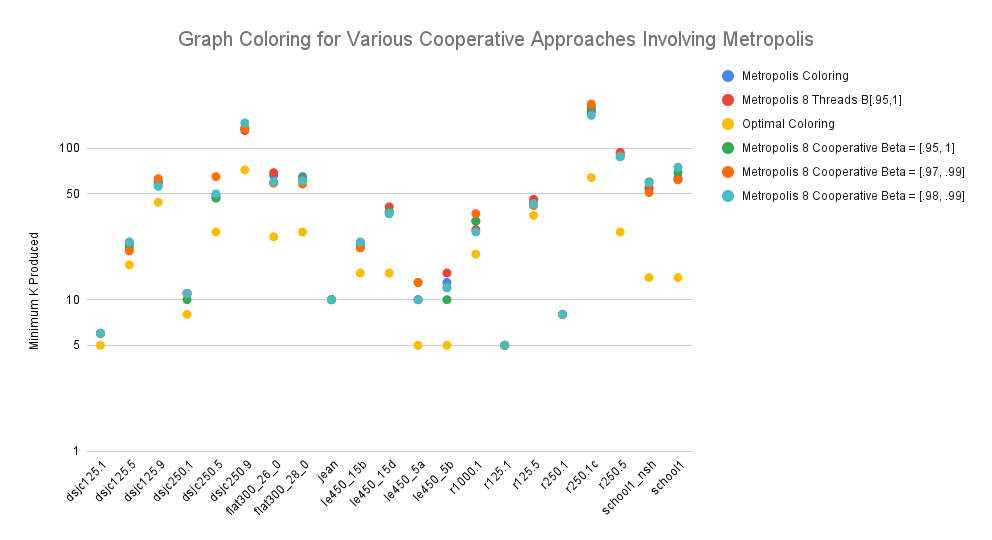 Graph Coloring for Various Cooperative Approaches Involving Metropolis
Metropolis Coloring
Metropolis 8 Threads B[.95,1]
Optimal Coloring
Metropolis 8 Cooperative Beta = [.95, 1]
Metropolis 8 Cooperative Beta = [.97, .99]
Metropolis 8 Cooperative Beta = [.98, .99]
Minimum K Produced
100
50
10
5
1
dsjc125.1
dsjc125.5
dsjc125.9
dsjc250.1
dsjc250.5
dsjc250.9
flat300_26_0
flat300_28_0
jean
le450_15b
le450_15d
le450_5a
le450_5b
r1000.1
r125.1
r125.5
r250.1
r250.1c
r250.5
school1_nsh
school1